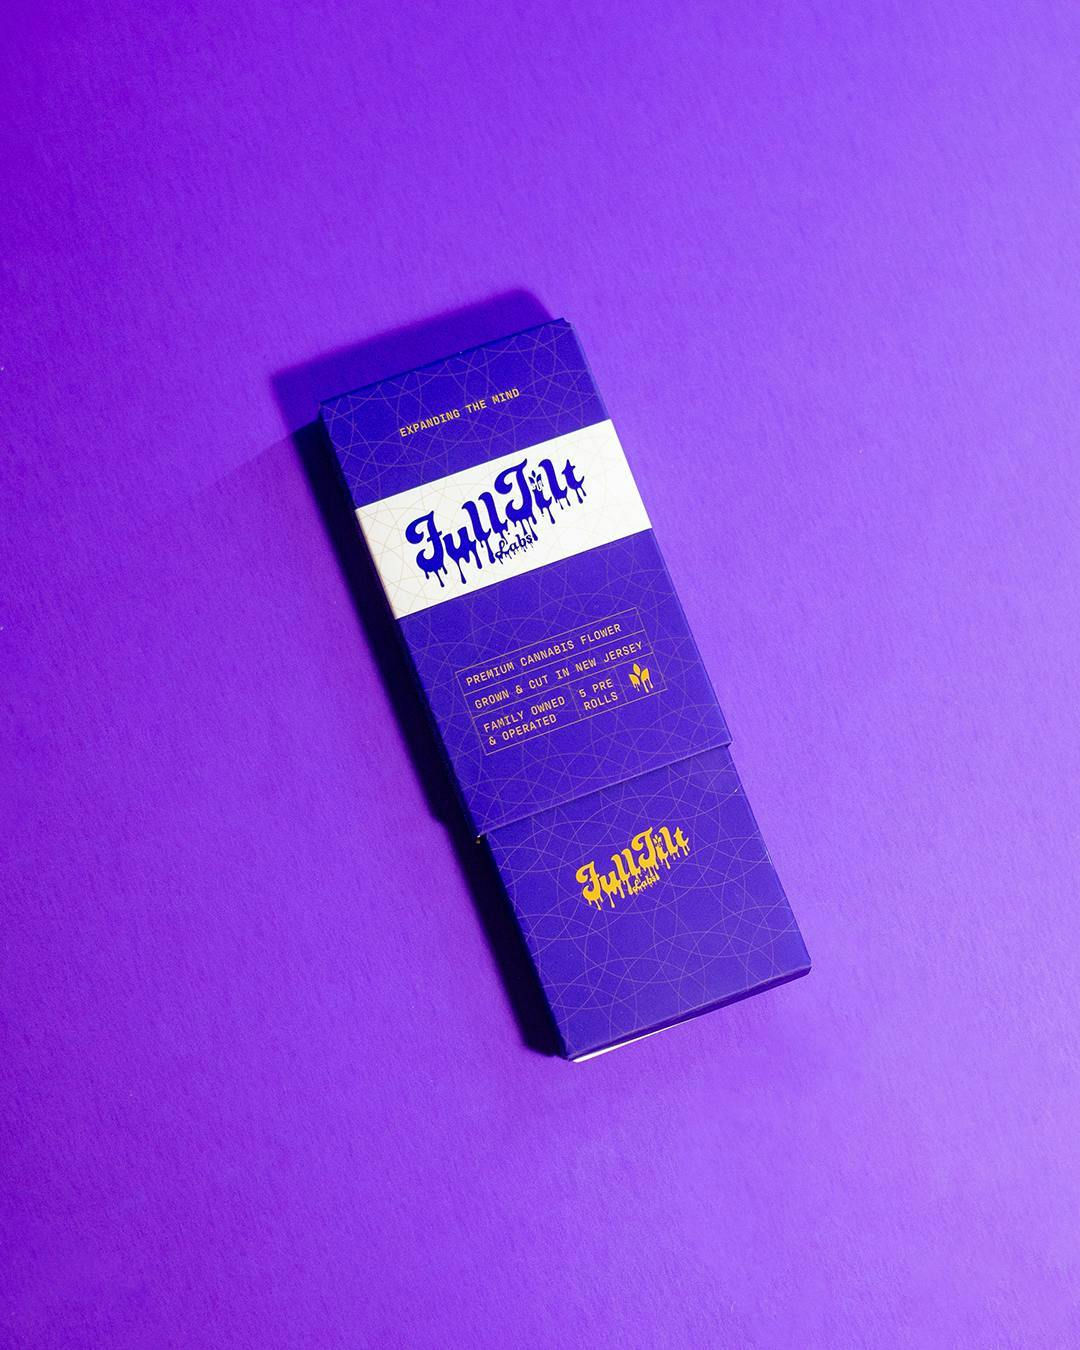 EXPANDING THE MIND
FullTilt
Labs
PREMIUM CANNABIS FLOWER
GROWN & CUT IN NEW JERSEY
FAMILY OWNED
& OPERATED
5 PRE
ROLLS
FullTilt
Labs